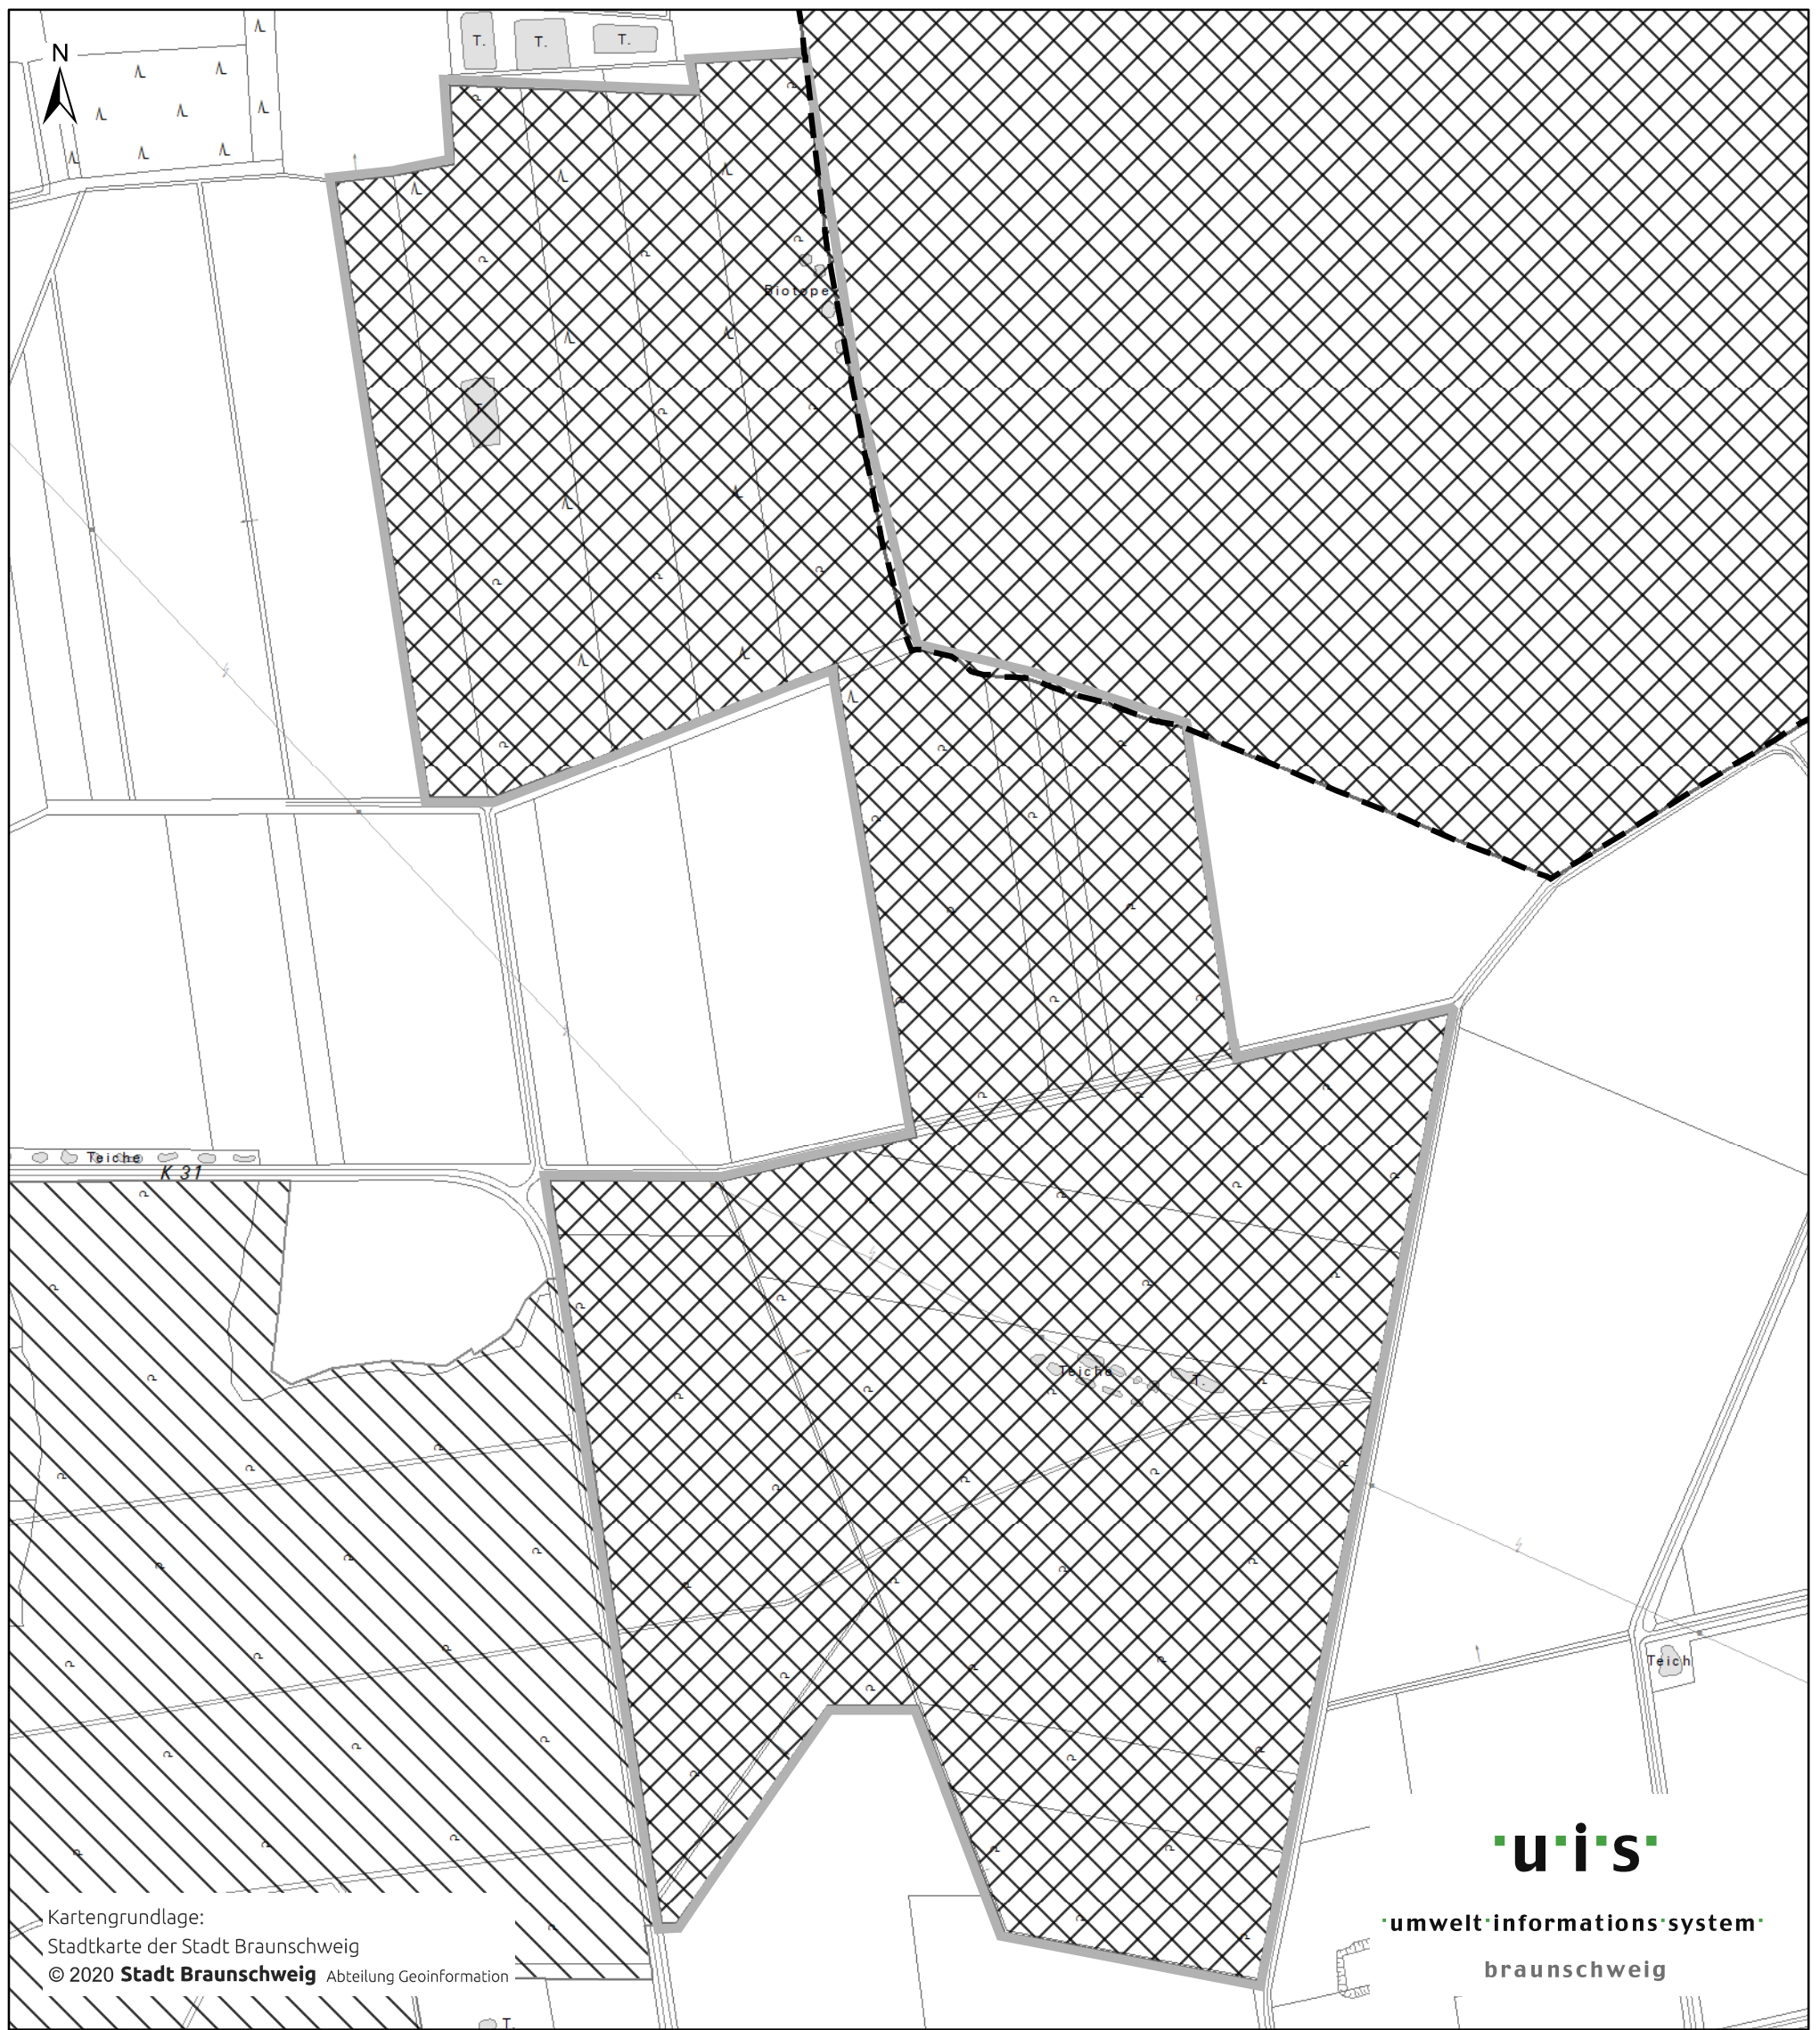 N
T.
T.
T.
Biotope
T.
Teiche
K 31
Teiche
T.
Teich
u·i·s
umwelt·informations·system
braunschweig
Kartengrundlage:
Stadtkarte der Stadt Braunschweig
© 2020 Stadt Braunschweig Abteilung Geoinformation
T.